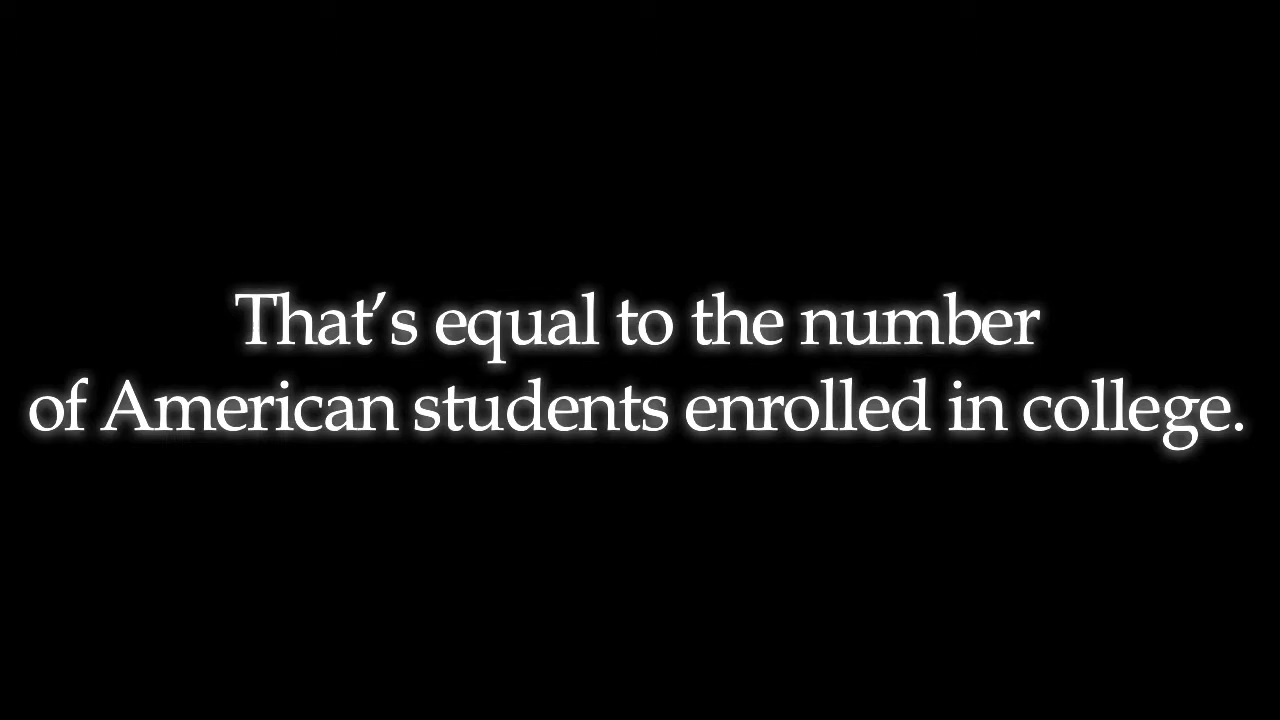 That's equal to the number
of American students enrolled in college.